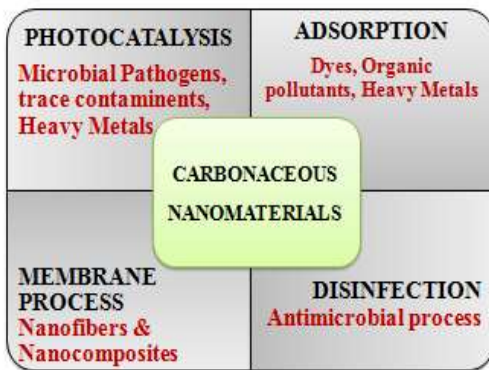 PHOTOCATALYSIS
Microbial Pathogens,
trace contaminents,
Heavy Metals
ADSORPTION
Dyes, Organic
pollutants, Heavy Metals
CARBONACEOUS
NANOMATERIALS
MEMBRANE
PROCESS
Nanofibers &
Nanocomposites
DISINFECTION
Antimicrobial process